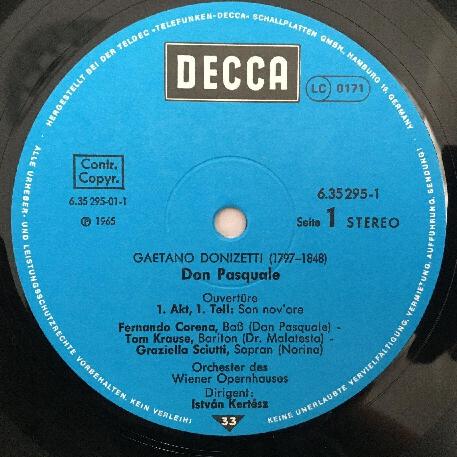 HERGESTELLT BEI DER TELDEC »TELEFUNKEN-DECCA« SCHALLPLATTEN GMBH., HAMBURG 19, GERMANY
DECCA
LC 0171
Contr.
Copyr.
6.35295-01-1
℗ 1965
6.35295-1
Seite 1 STEREO
GAETANO DONIZETTI (1797-1848)
Don Pasquale
Ouvertüre
1. Akt, 1. Teil: Son nov'ore
Fernando Corena, Baß (Don Pasquale) -
Tom Krause, Bariton (Dr. Malatesta) -
Graziella Sciutti, Sopran (Norina)
Orchester des
Wiener Opernhauses
Dirigent:
István Kertész
33
ALLE URHEBER- UND LEISTUNGSSCHUTZRECHTE VORBEHALTEN. KEIN VERLEIH!
KEINE UNERLAUBTE VERVIELFÄLTIGUNG, VERMIETUNG, AUFFÜHRUNG, SENDUNG!